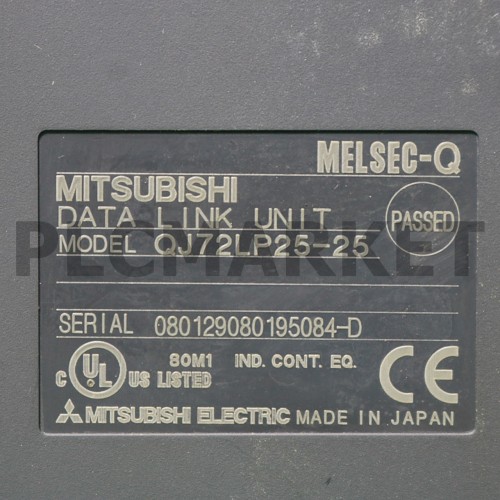 MELSEC-Q
MITSUBISHI
DATA LINK UNIT PASSED
MODEL QJ72LP25-25
PLCMARKET
SERIAL 080129080195084-D
C UL US LISTED 80M1 IND. CONT. EQ. CE
MITSUBISHI ELECTRIC MADE IN JAPAN